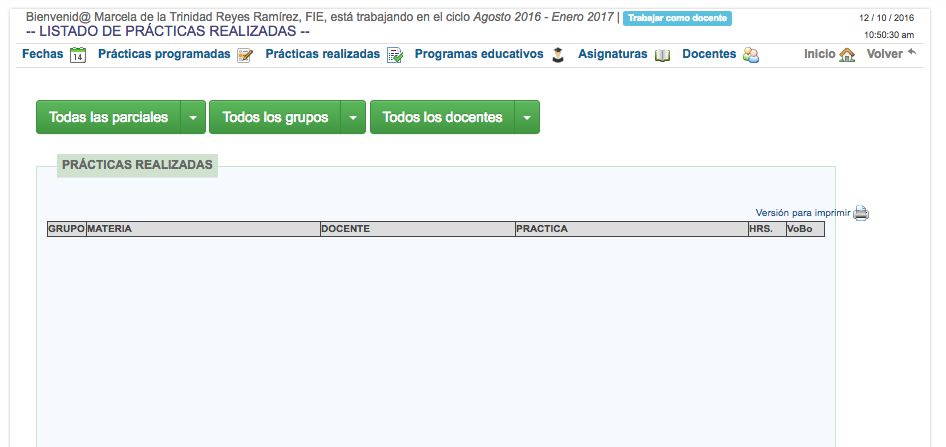 Bienvenid@ Marcela de la Trinidad Reyes Ramírez, FIE, está trabajando en el ciclo Agosto 2016 - Enero 2017 | Trabajar como docente 12 / 10 / 2016
-- LISTADO DE PRÁCTICAS REALIZADAS -- 10:50:30 am
Fechas 14 Prácticas programadas Prácticas realizadas Programas educativos Asignaturas Docentes Inicio Volver
Todas las parciales Todos los grupos Todos los docentes
PRÁCTICAS REALIZADAS
Versión para imprimir
GRUPO MATERIA DOCENTE PRACTICA HRS. VoBo